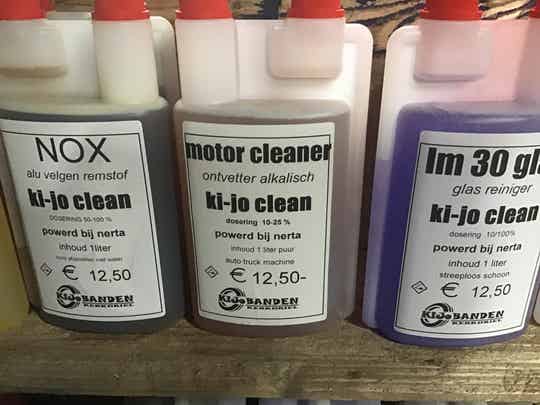 NOX
alu velgen remstof
ki-jo clean
DOSERING 50-100 %
powerd bij nerta
inhoud 1liter
€ 12,50
KIJo BANDEN
KERKDRIEL
motor cleaner
ontvetter alkalisch
ki-jo clean
dosering 10-25 %
powerd bij nerta
inhoud 1 liter puur
auto truck machine
€ 12,50-
KIJo BANDEN
KERKDRIEL
lm 30 gl
glas reiniger
ki-jo clean
dosering 10/100%
powerd bij nerta
inhoud 1 liter
streeploos schoon
€ 12,50
KIJo BANDEN
KERKDRIEL